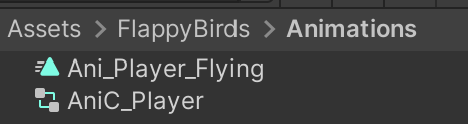 Assets > FlappyBirds > Animations
Ani_Player_Flying
AniC_Player